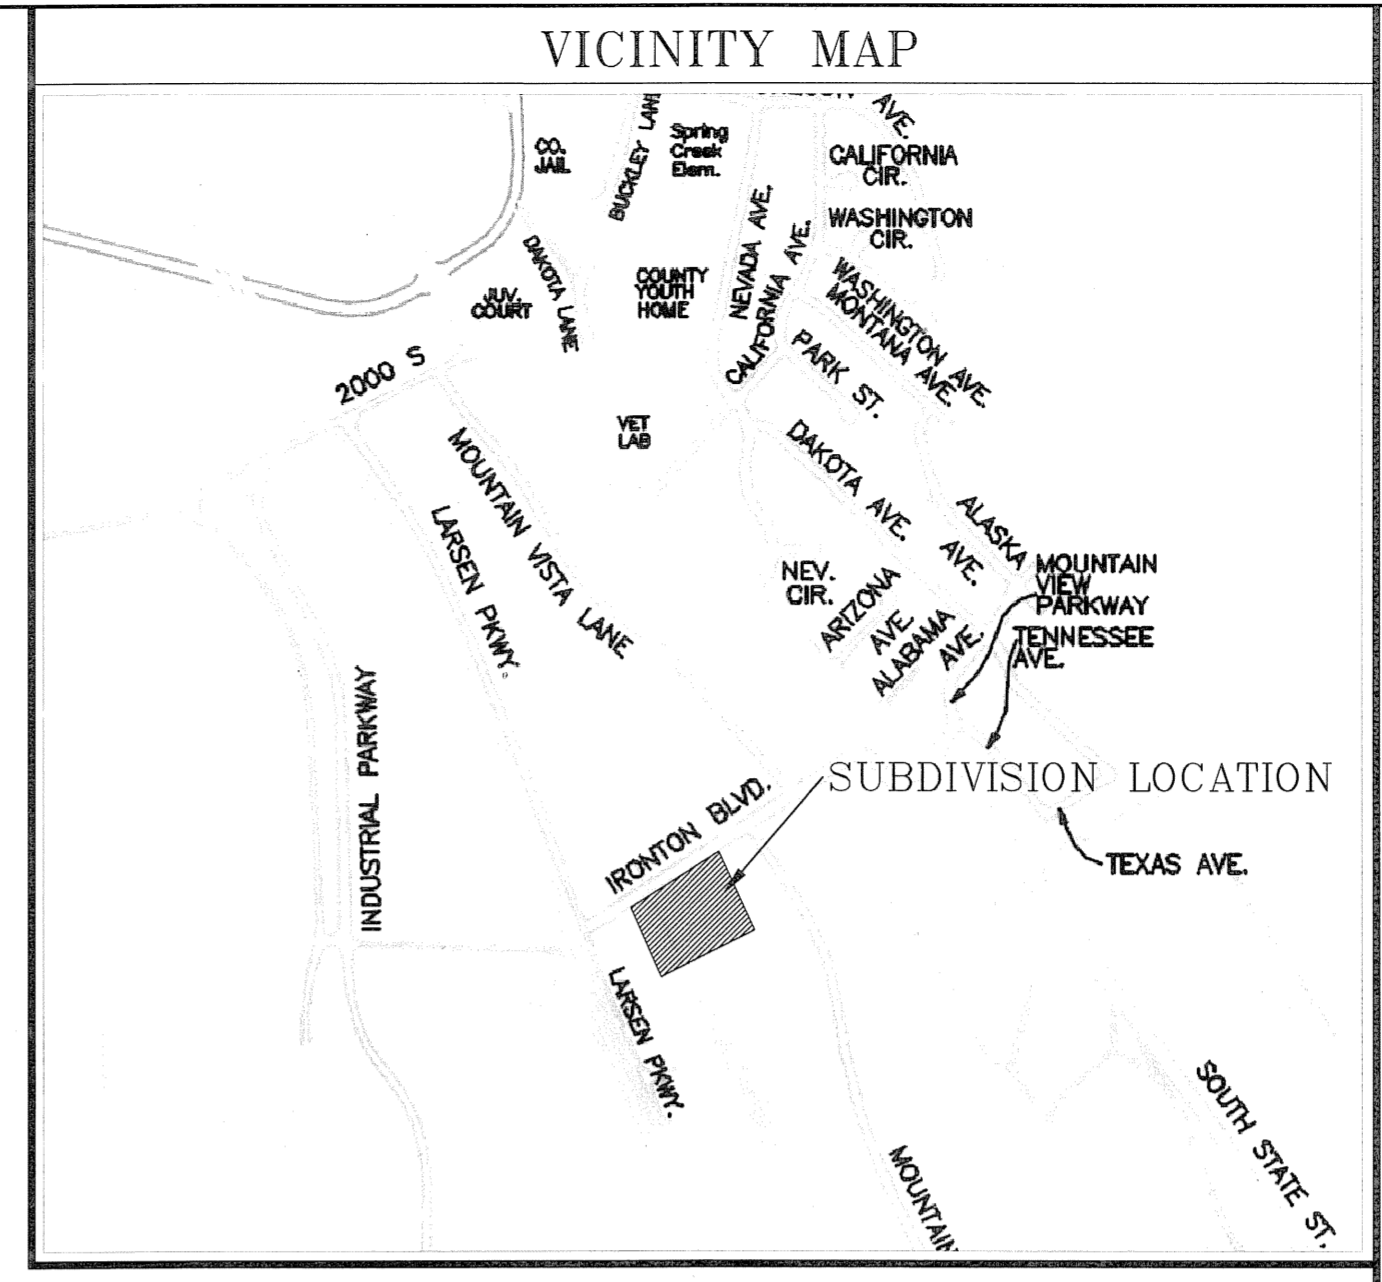 VICINITY MAP
AVE.
CO.
JAIL
BUCKLEY LANE
Spring
Creek
Elem.
CALIFORNIA
CIR.
WASHINGTON
CIR.
NEVADA AVE.
CALIFORNIA AVE.
DAKOTA LANE
JUV.
COURT
COUNTY
YOUTH
HOME
WASHINGTON AVE.
MONTANA AVE.
PARK ST.
2000 S
VET
LAB
MOUNTAIN VISTA LANE
LARSEN PKWY.
DAKOTA AVE.
ALASKA
AVE.
NEV.
CIR.
ARIZONA
AVE.
ALABAMA
AVE.
MOUNTAIN
VIEW
PARKWAY
TENNESSEE
AVE.
INDUSTRIAL PARKWAY
SUBDIVISION LOCATION
IRONTON BLVD.
TEXAS AVE.
LARSEN PKWY.
SOUTH STATE ST.
MOUNTAIN